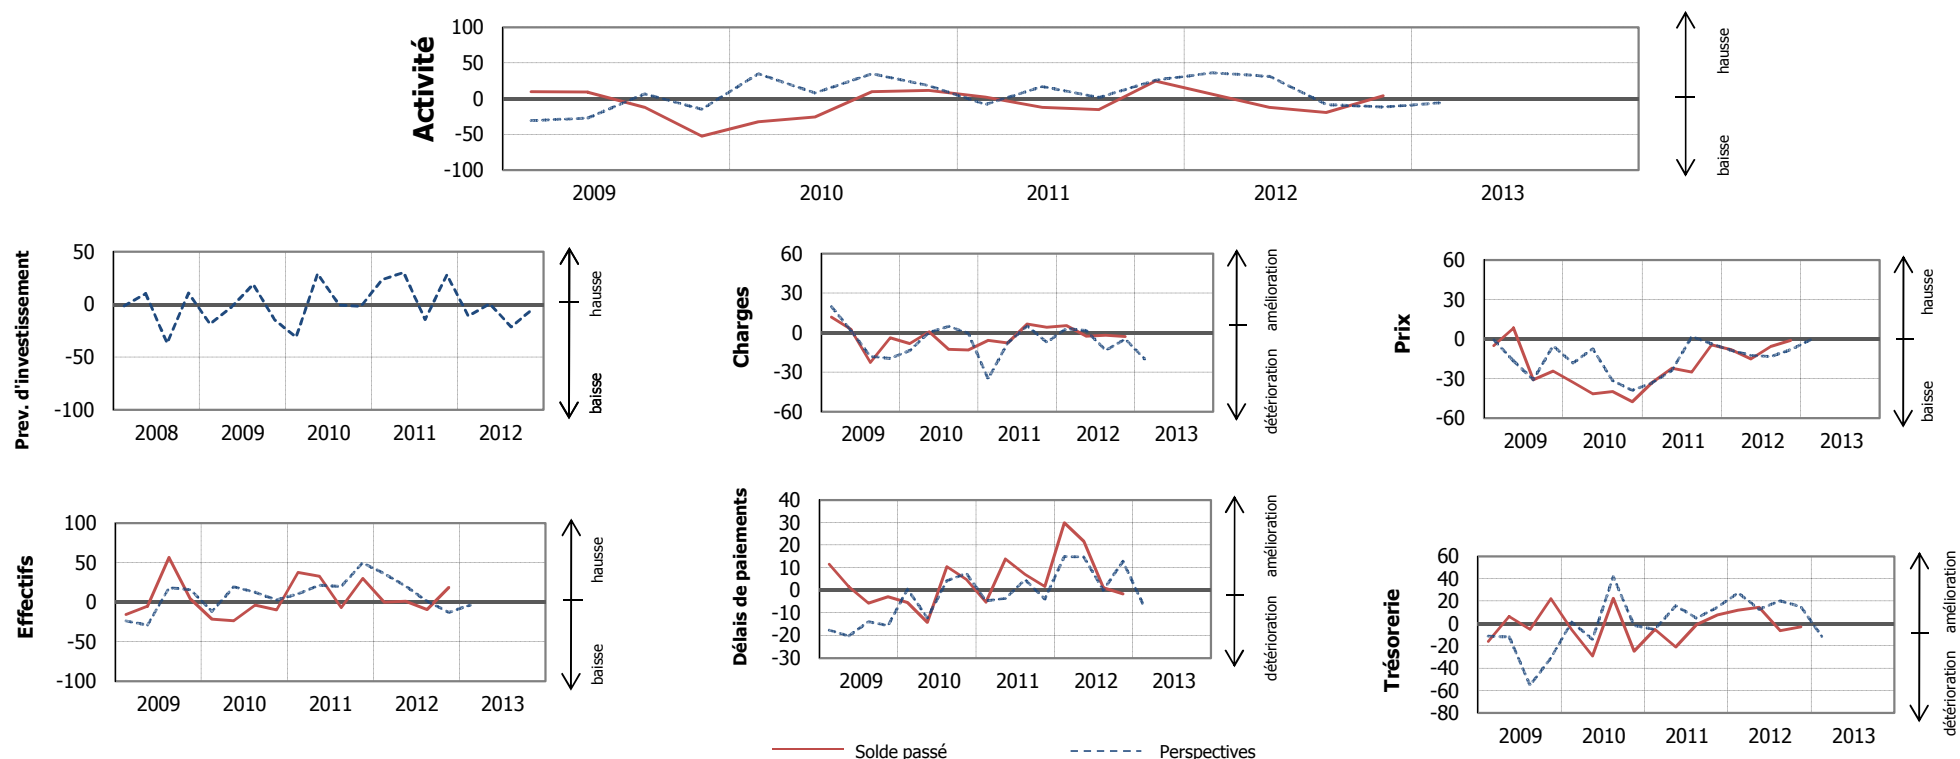 Activité
100
50
0
-50
-100
2009 2010 2011 2012 2013
hausse
baisse
Prev. d'investissement
50
0
-50
-100
2008 2009 2010 2011 2012
hausse
baisse
Charges
60
30
0
-30
-60
2009 2010 2011 2012 2013
amélioration
détérioration
Prix
60
30
0
-30
-60
2009 2010 2011 2012 2013
hausse
baisse
Effectifs
100
50
0
-50
-100
2009 2010 2011 2012 2013
hausse
baisse
Délais de paiements
40
30
20
10
0
-10
-20
-30
2009 2010 2011 2012 2013
amélioration
détérioration
Trésorerie
60
40
20
0
-20
-40
-60
-80
2009 2010 2011 2012 2013
amélioration
détérioration
Solde passé
Perspectives